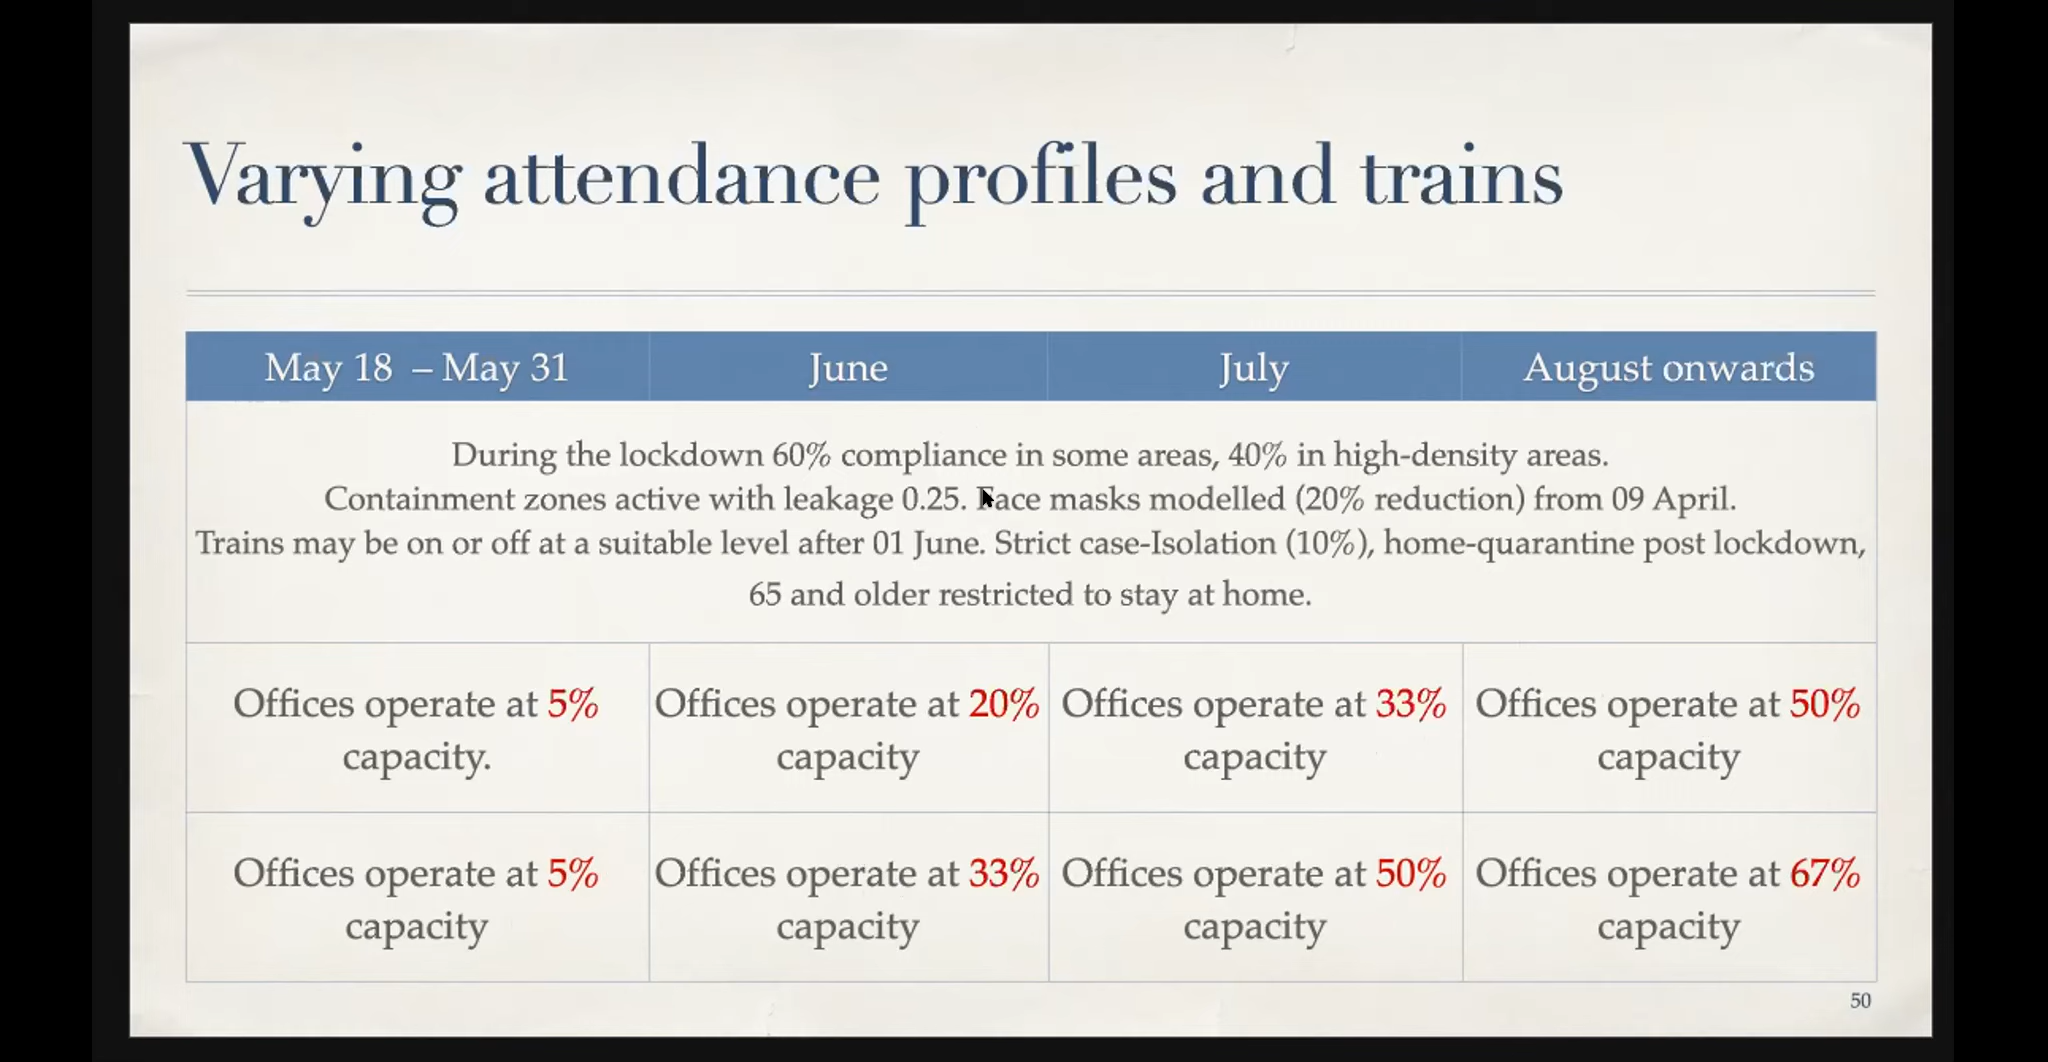 Varying attendance profiles and trains
May 18 – May 31
June
July
August onwards
During the lockdown 60% compliance in some areas, 40% in high-density areas.
Containment zones active with leakage 0.25. Face masks modelled (20% reduction) from 09 April.
Trains may be on or off at a suitable level after 01 June. Strict case-Isolation (10%), home-quarantine post lockdown,
65 and older restricted to stay at home.
Offices operate at 5%
capacity.
Offices operate at 20%
capacity
Offices operate at 33%
capacity
Offices operate at 50%
capacity
Offices operate at 5%
capacity
Offices operate at 33%
capacity
Offices operate at 50%
capacity
Offices operate at 67%
capacity
50